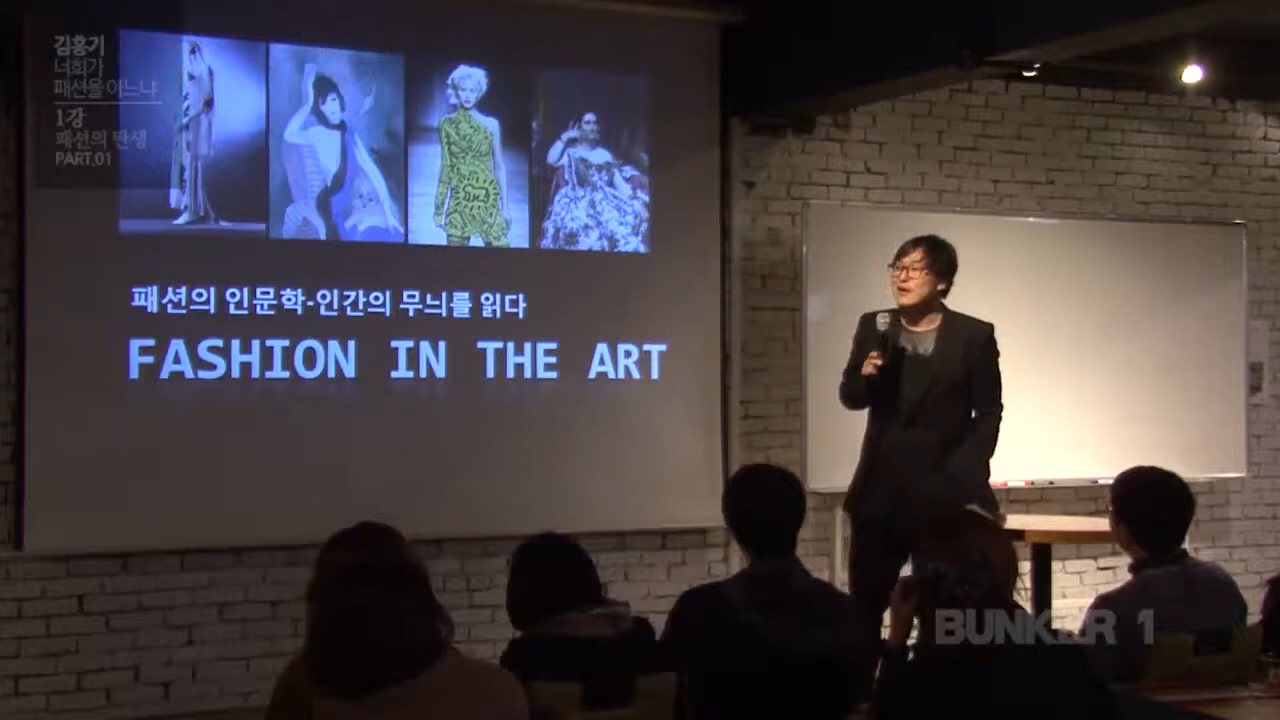 김홍기
너희가
패션을 아느냐
1강
패션의 탄생
PART.01
패션의 인문학-인간의 무늬를 읽다
FASHION IN THE ART
BUNKER 1